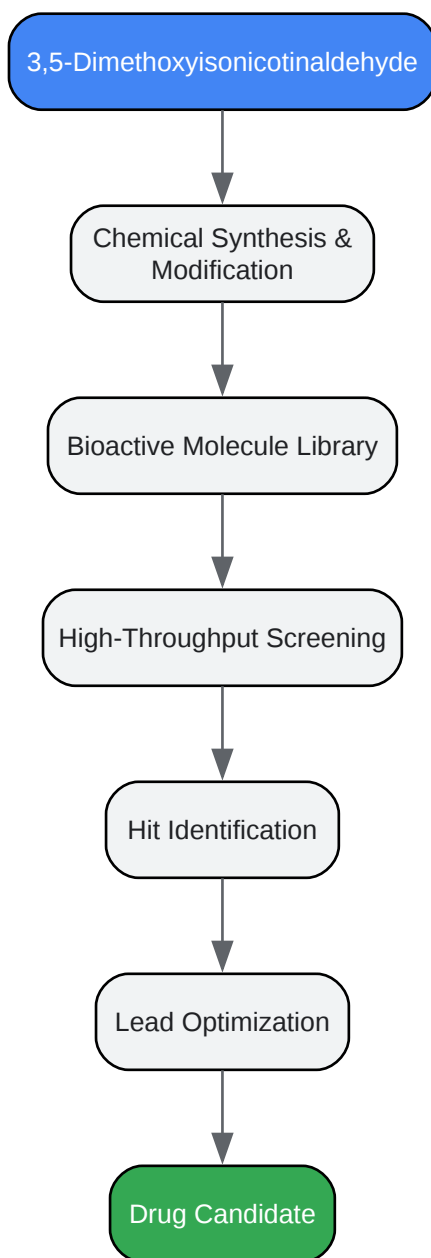 3,5-Dimethoxyisonicotinaldehyde
Chemical Synthesis &
Modification
Bioactive Molecule Library
High-Throughput Screening
Hit Identification
Lead Optimization
Drug Candidate